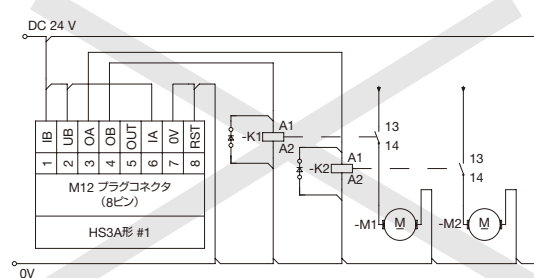 DC 24 V
IB UB OA OB OUT IA 0V RST
1 2 3 4 5 6 7 8
M12 プラグコネクタ
(8ピン)
HS3A形 #1
-K1 A1
A2
-K2 A1
A2
13
14
13
14
-M1 M
-M2 M
0V